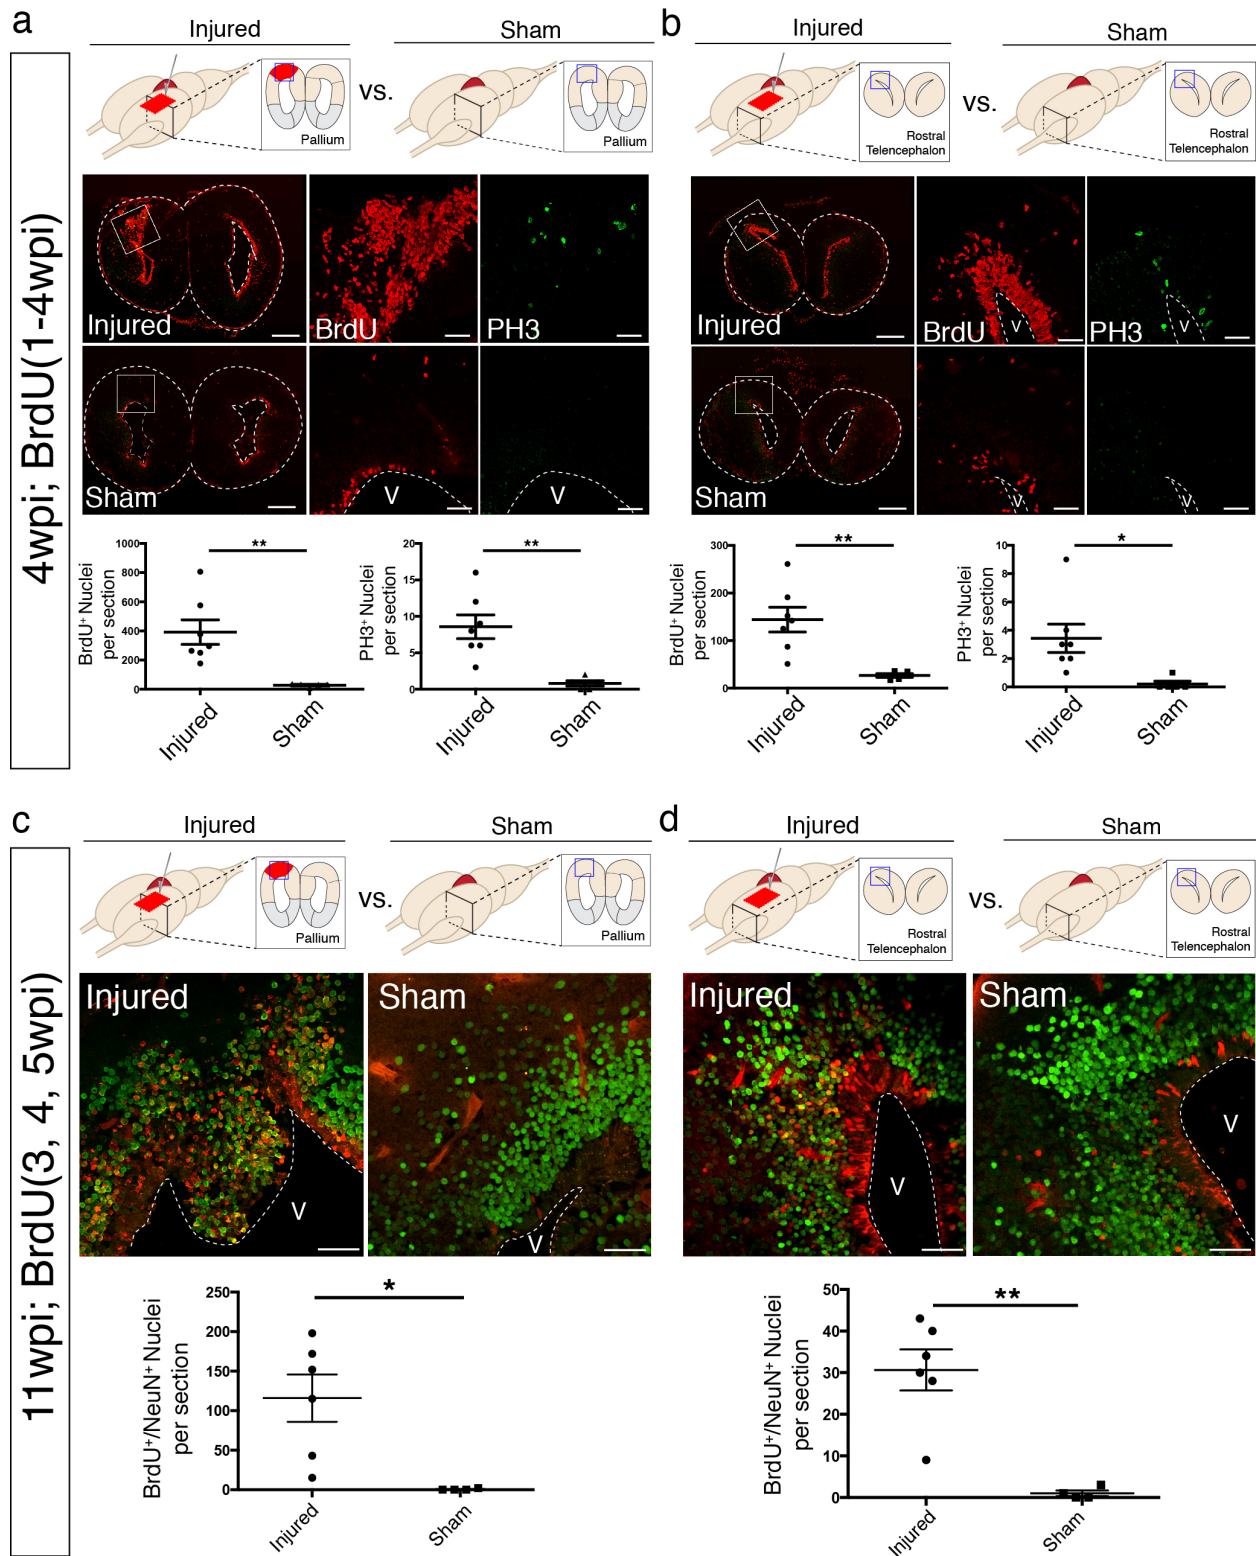 a
Injured
Sham
vs.
Pallium
Pallium
b
Injured
Sham
vs.
Rostral
Telencephalon
Rostral
Telencephalon
4wpi; BrdU(1-4wpi)
Injured
BrdU
PH3
Sham
V
V
Injured
BrdU
V
PH3
V
Sham
V
V
BrdU⁺ Nuclei
per section
1000
800
600
400
200
0
**
Injured
Sham
PH3⁺ Nuclei
per section
20
15
10
5
0
**
Injured
Sham
BrdU⁺ Nuclei
per section
300
200
100
0
**
Injured
Sham
PH3⁺ Nuclei
per section
10
8
6
4
2
0
*
Injured
Sham
c
Injured
Sham
vs.
Pallium
Pallium
d
Injured
Sham
vs.
Rostral
Telencephalon
Rostral
Telencephalon
11wpi; BrdU(3, 4, 5wpi)
Injured
V
Sham
V
Injured
V
Sham
V
BrdU⁺/NeuN⁺ Nuclei
per section
250
200
150
100
50
0
*
Injured
Sham
BrdU⁺/NeuN⁺ Nuclei
per section
50
40
30
20
10
0
**
Injured
Sham